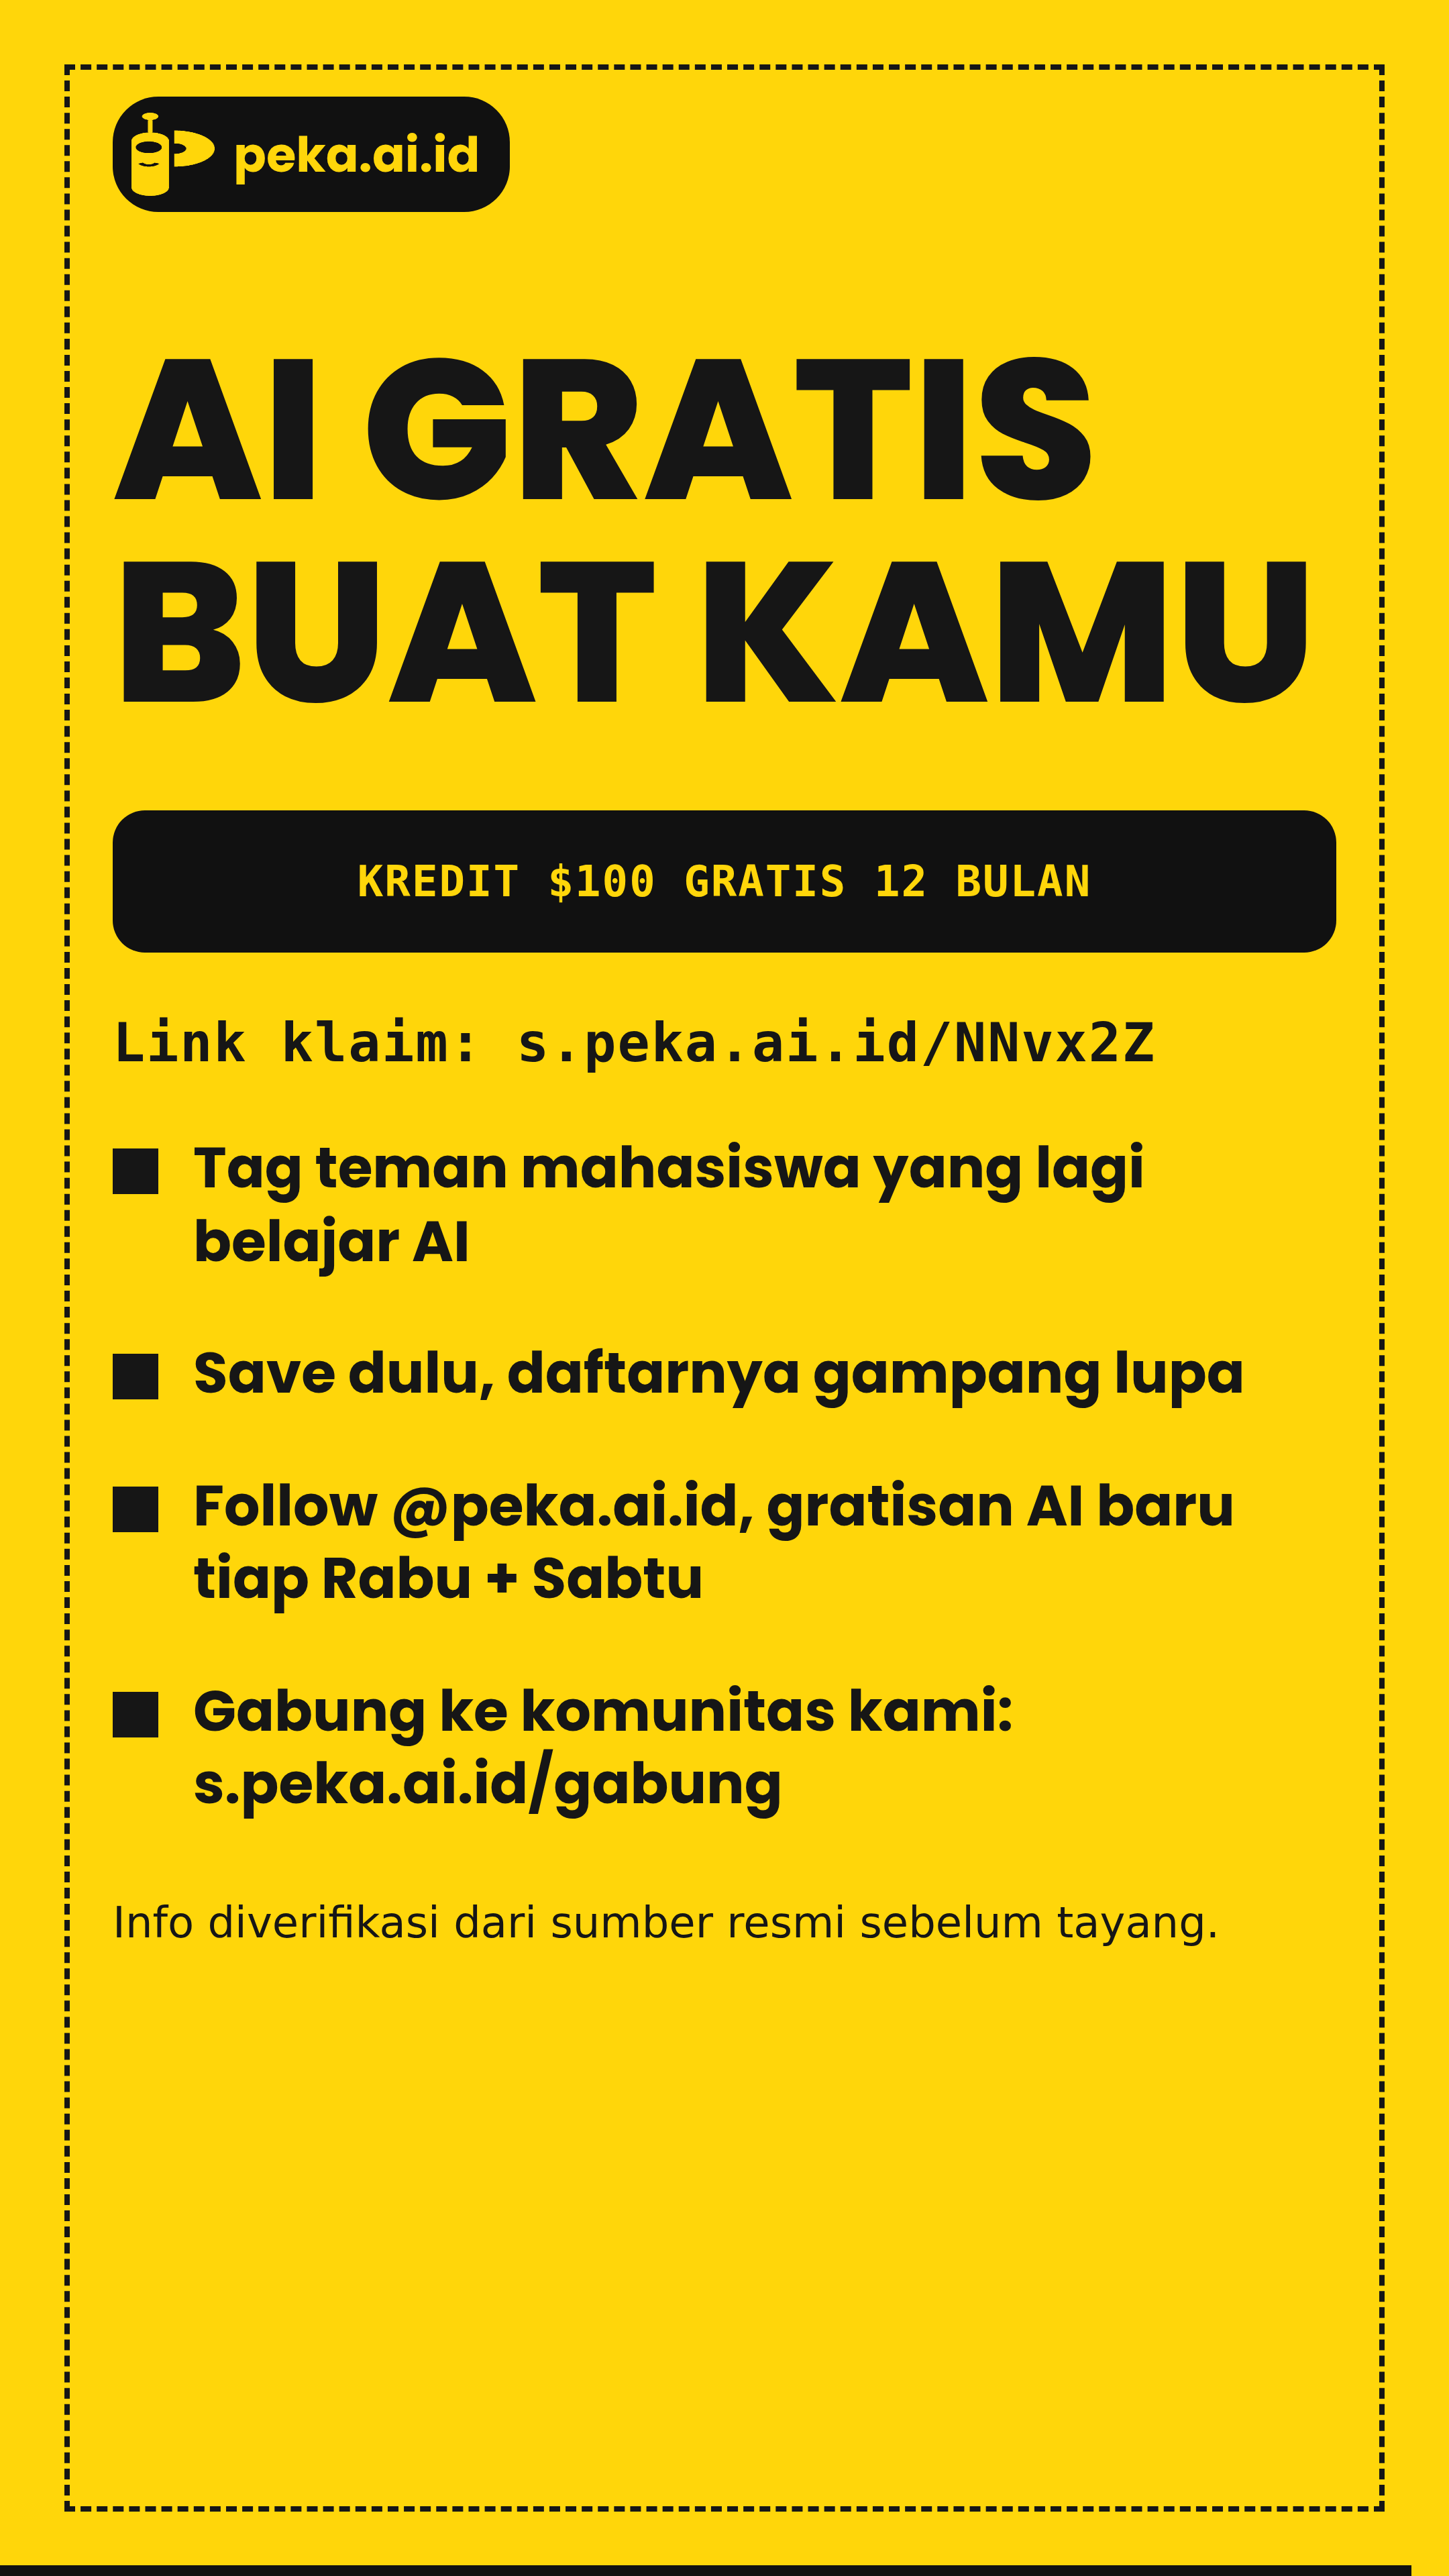 peka.ai.id
AI GRATIS
BUAT KAMU
KREDIT $100 GRATIS 12 BULAN
Link klaim: s.peka.ai.id/NNvx2Z
Tag teman mahasiswa yang lagi
belajar AI
Save dulu, daftarnya gampang lupa
Follow @peka.ai.id, gratisan AI baru
tiap Rabu + Sabtu
Gabung ke komunitas kami:
s.peka.ai.id/gabung
Info diverifikasi dari sumber resmi sebelum tayang.